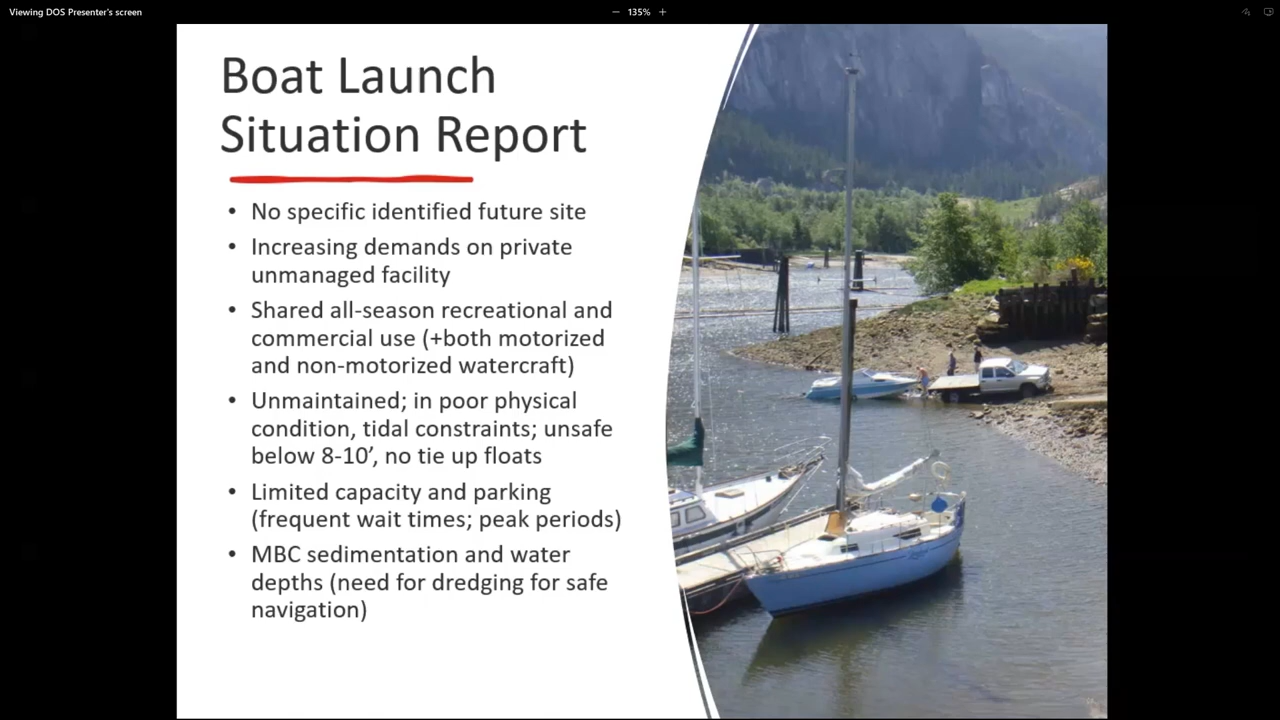 Viewing DOS Presenter's screen
− 135% +
Boat Launch
Situation Report
• No specific identified future site
• Increasing demands on private
unmanaged facility
• Shared all-season recreational and
commercial use (+both motorized
and non-motorized watercraft)
• Unmaintained; in poor physical
condition, tidal constraints; unsafe
below 8-10’, no tie up floats
• Limited capacity and parking
(frequent wait times; peak periods)
• MBC sedimentation and water
depths (need for dredging for safe
navigation)